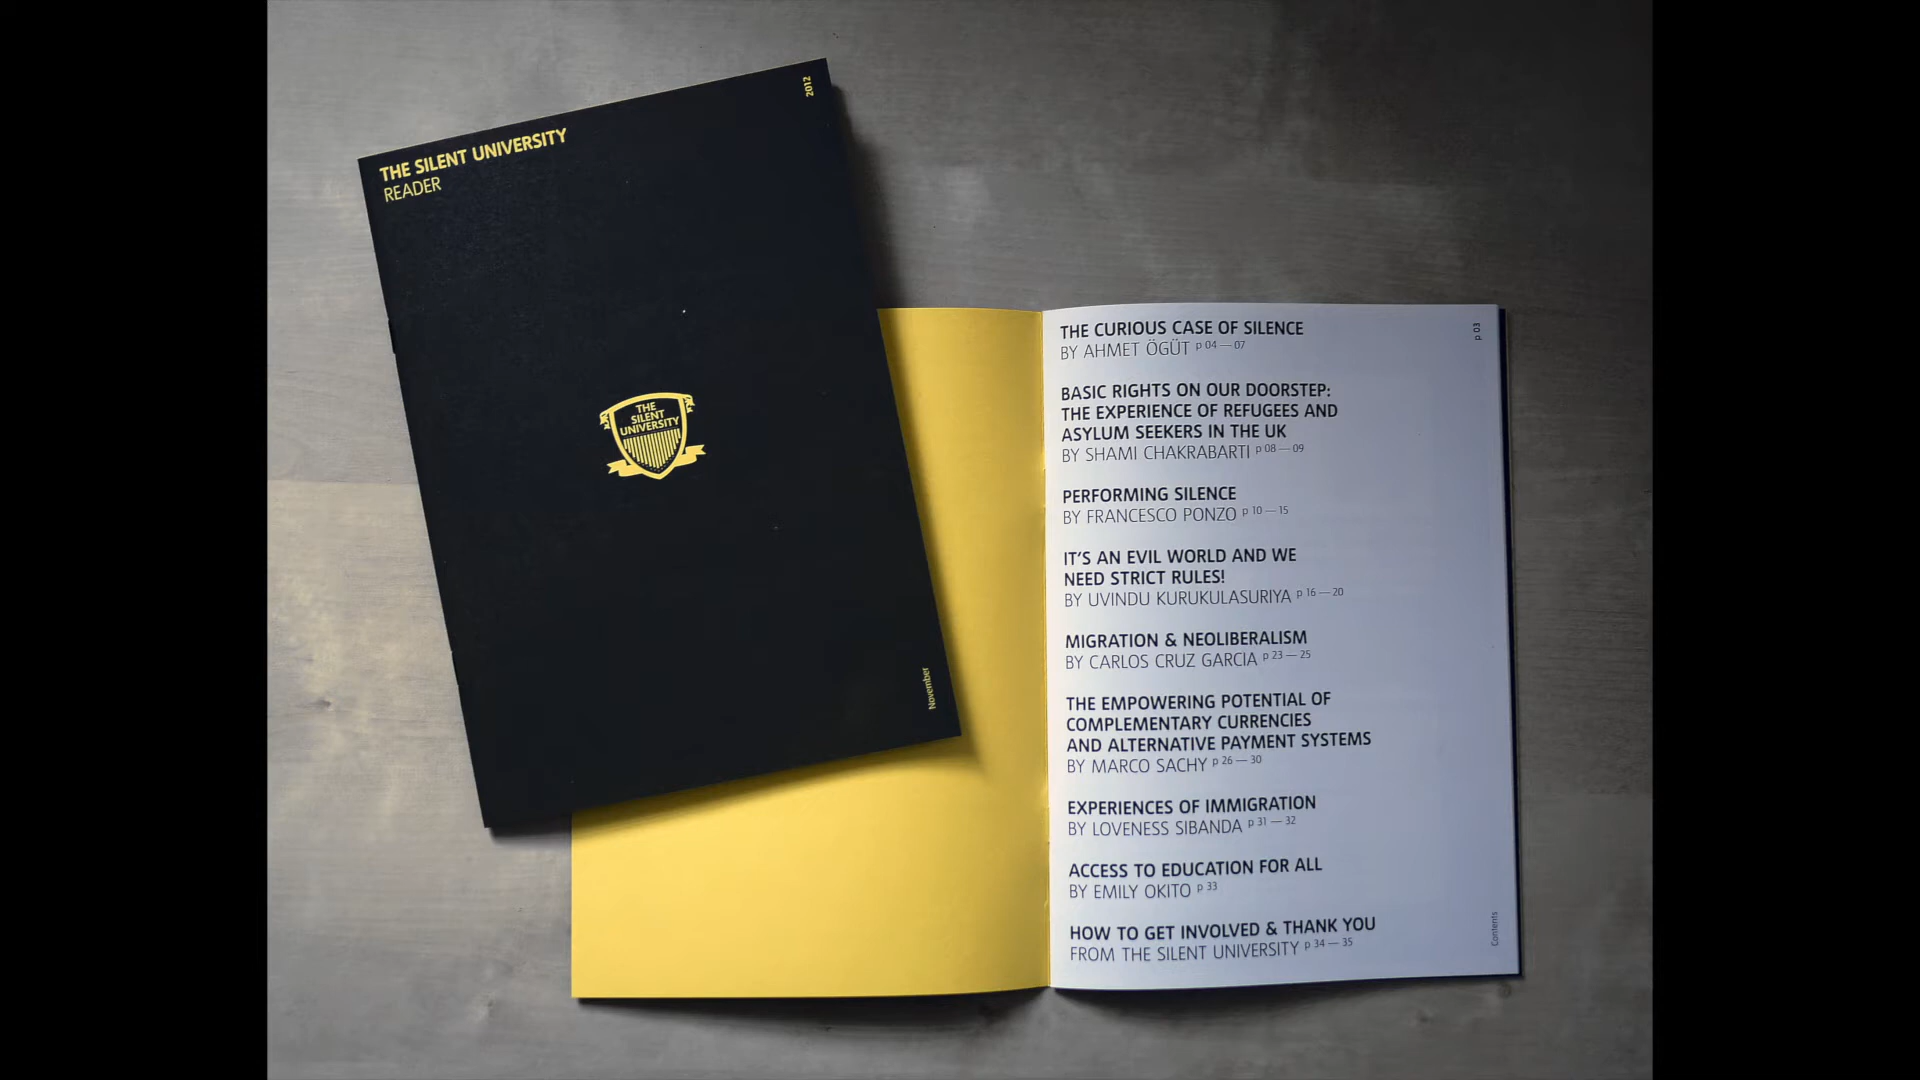 2012
THE SILENT UNIVERSITY
READER
THE
SILENT
UNIVERSITY
November
p 03
THE CURIOUS CASE OF SILENCE
BY AHMET ÖGÜT p 04 — 07
BASIC RIGHTS ON OUR DOORSTEP:
THE EXPERIENCE OF REFUGEES AND
ASYLUM SEEKERS IN THE UK
BY SHAMI CHAKRABARTI p 08 — 09
PERFORMING SILENCE
BY FRANCESCO PONZO p 10 — 15
IT'S AN EVIL WORLD AND WE
NEED STRICT RULES!
BY UVINDU KURUKULASURIYA p 16 — 20
MIGRATION & NEOLIBERALISM
BY CARLOS CRUZ GARCIA p 23 — 25
THE EMPOWERING POTENTIAL OF
COMPLEMENTARY CURRENCIES
AND ALTERNATIVE PAYMENT SYSTEMS
BY MARCO SACHY p 26 — 30
EXPERIENCES OF IMMIGRATION
BY LOVENESS SIBANDA p 31 — 32
ACCESS TO EDUCATION FOR ALL
BY EMILY OKITO p 33
HOW TO GET INVOLVED & THANK YOU
FROM THE SILENT UNIVERSITY p 34 — 35
Contents